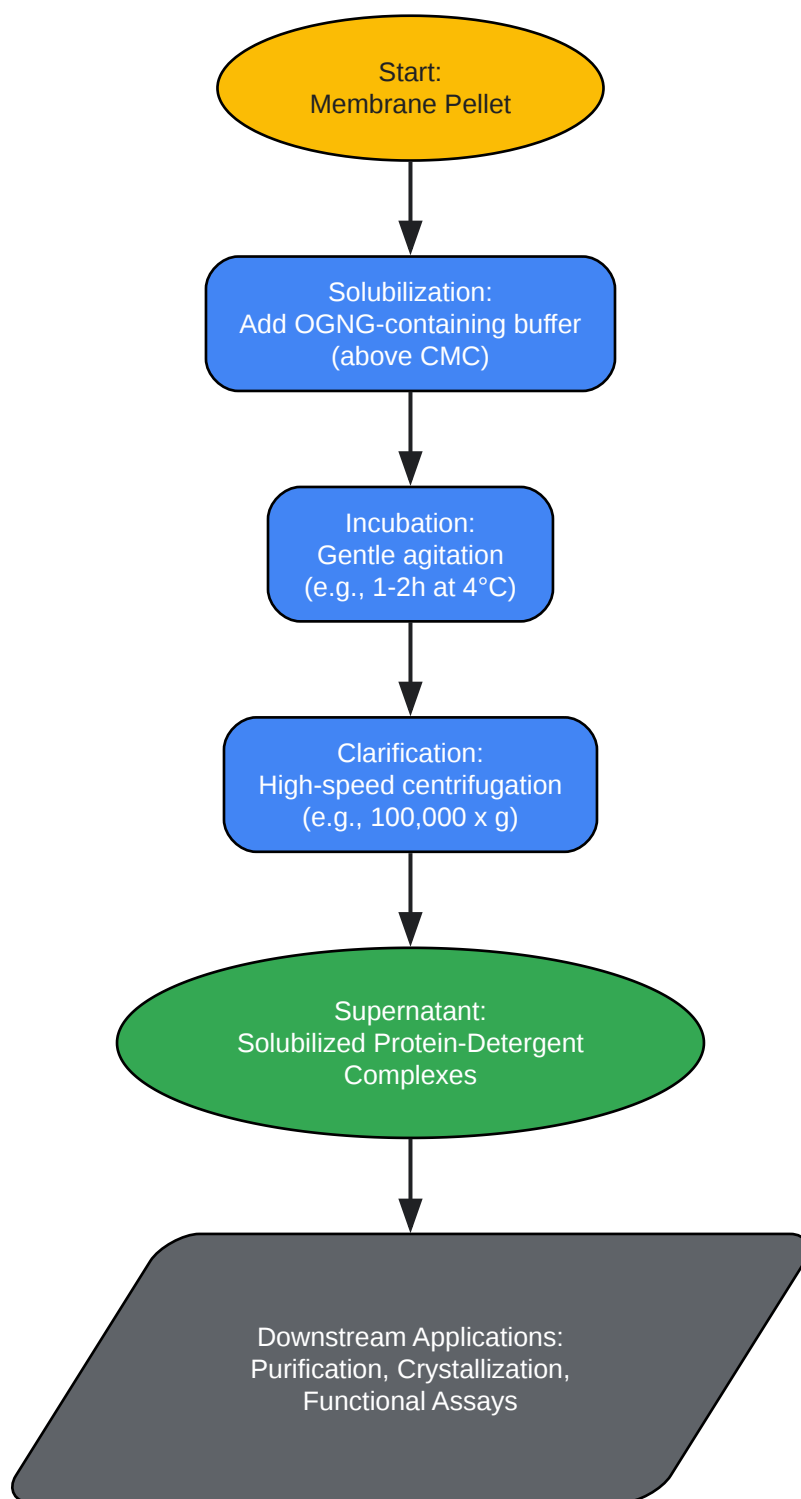 Start:
Membrane Pellet
Solubilization:
Add OGNG-containing buffer
(above CMC)
Incubation:
Gentle agitation
(e.g., 1-2h at 4°C)
Clarification:
High-speed centrifugation
(e.g., 100,000 x g)
Supernatant:
Solubilized Protein-Detergent
Complexes
Downstream Applications:
Purification, Crystallization,
Functional Assays